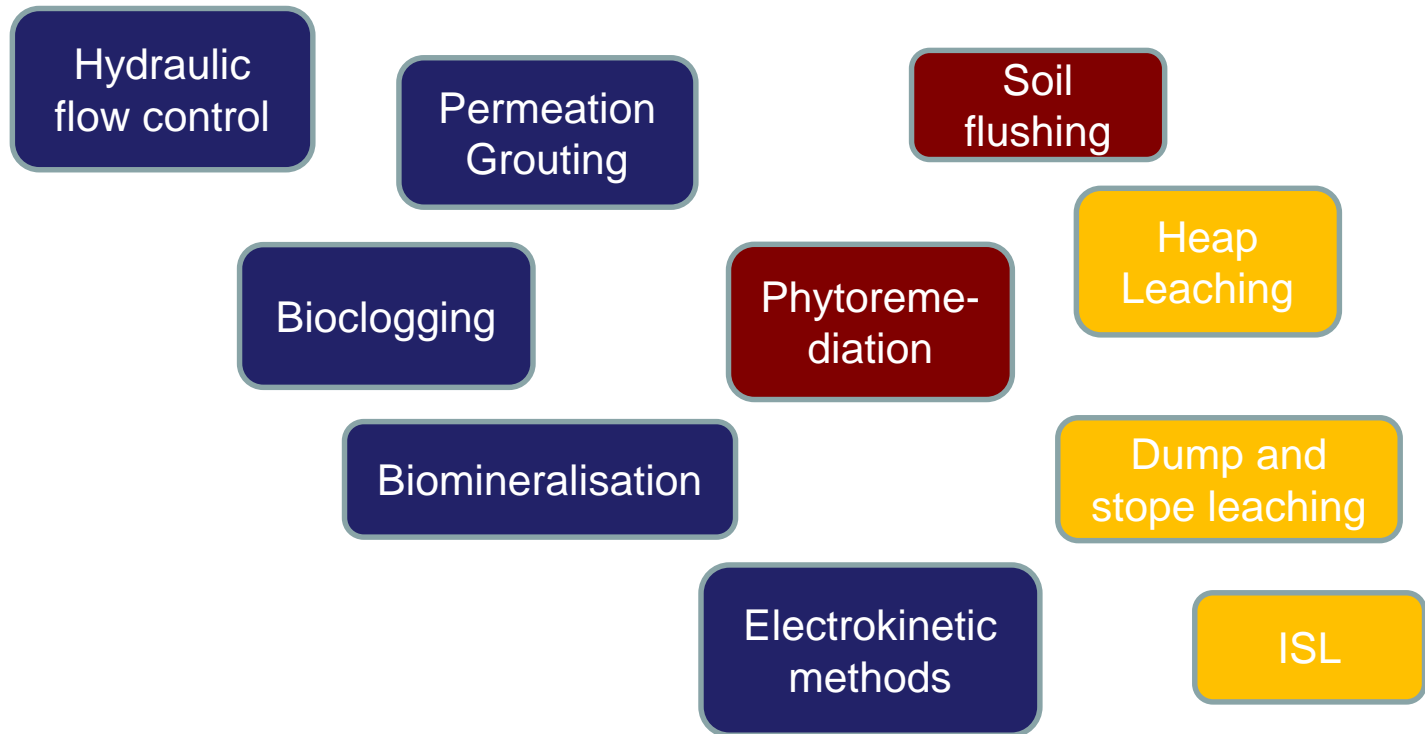 Hydraulic
flow control
Permeation
Grouting
Soil
flushing
Heap
Leaching
Bioclogging
Phytoreme-
diation
Biomineralisation
Dump and
stope leaching
Electrokinetic
methods
ISL